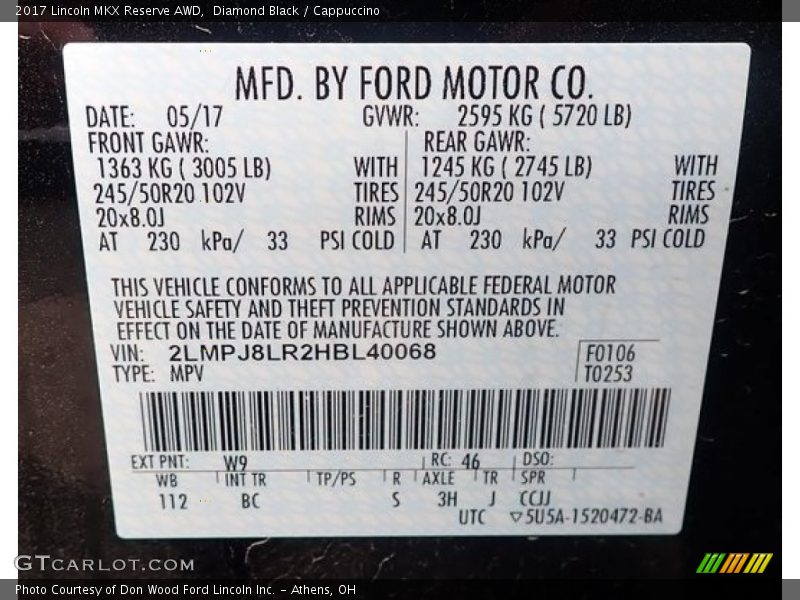 2017 Lincoln MKX Reserve AWD,  Diamond Black / Cappuccino
MFD. BY FORD MOTOR CO.
DATE: 05/17 GVWR: 2595 KG ( 5720 LB)
FRONT GAWR: REAR GAWR:
1363 KG ( 3005 LB) WITH 1245 KG ( 2745 LB) WITH
245/50R20 102V TIRES 245/50R20 102V TIRES
20x8.0J RIMS 20x8.0J RIMS
AT 230 kPa/ 33 PSI COLD AT 230 kPa/ 33 PSI COLD
THIS VEHICLE CONFORMS TO ALL APPLICABLE FEDERAL MOTOR
VEHICLE SAFETY AND THEFT PREVENTION STANDARDS IN
EFFECT ON THE DATE OF MANUFACTURE SHOWN ABOVE.
VIN: 2LMPJ8LR2HBL40068 F0106
TYPE: MPV T0253
EXT PNT: W9 RC: 46 DSO:
WB INT TR TP/PS R AXLE TR SPR
112 BC S 3H J CCJJ
UTC ▽5U5A-1520472-BA
GTCARLOT.COM
Photo Courtesy of Don Wood Ford Lincoln Inc. - Athens, OH